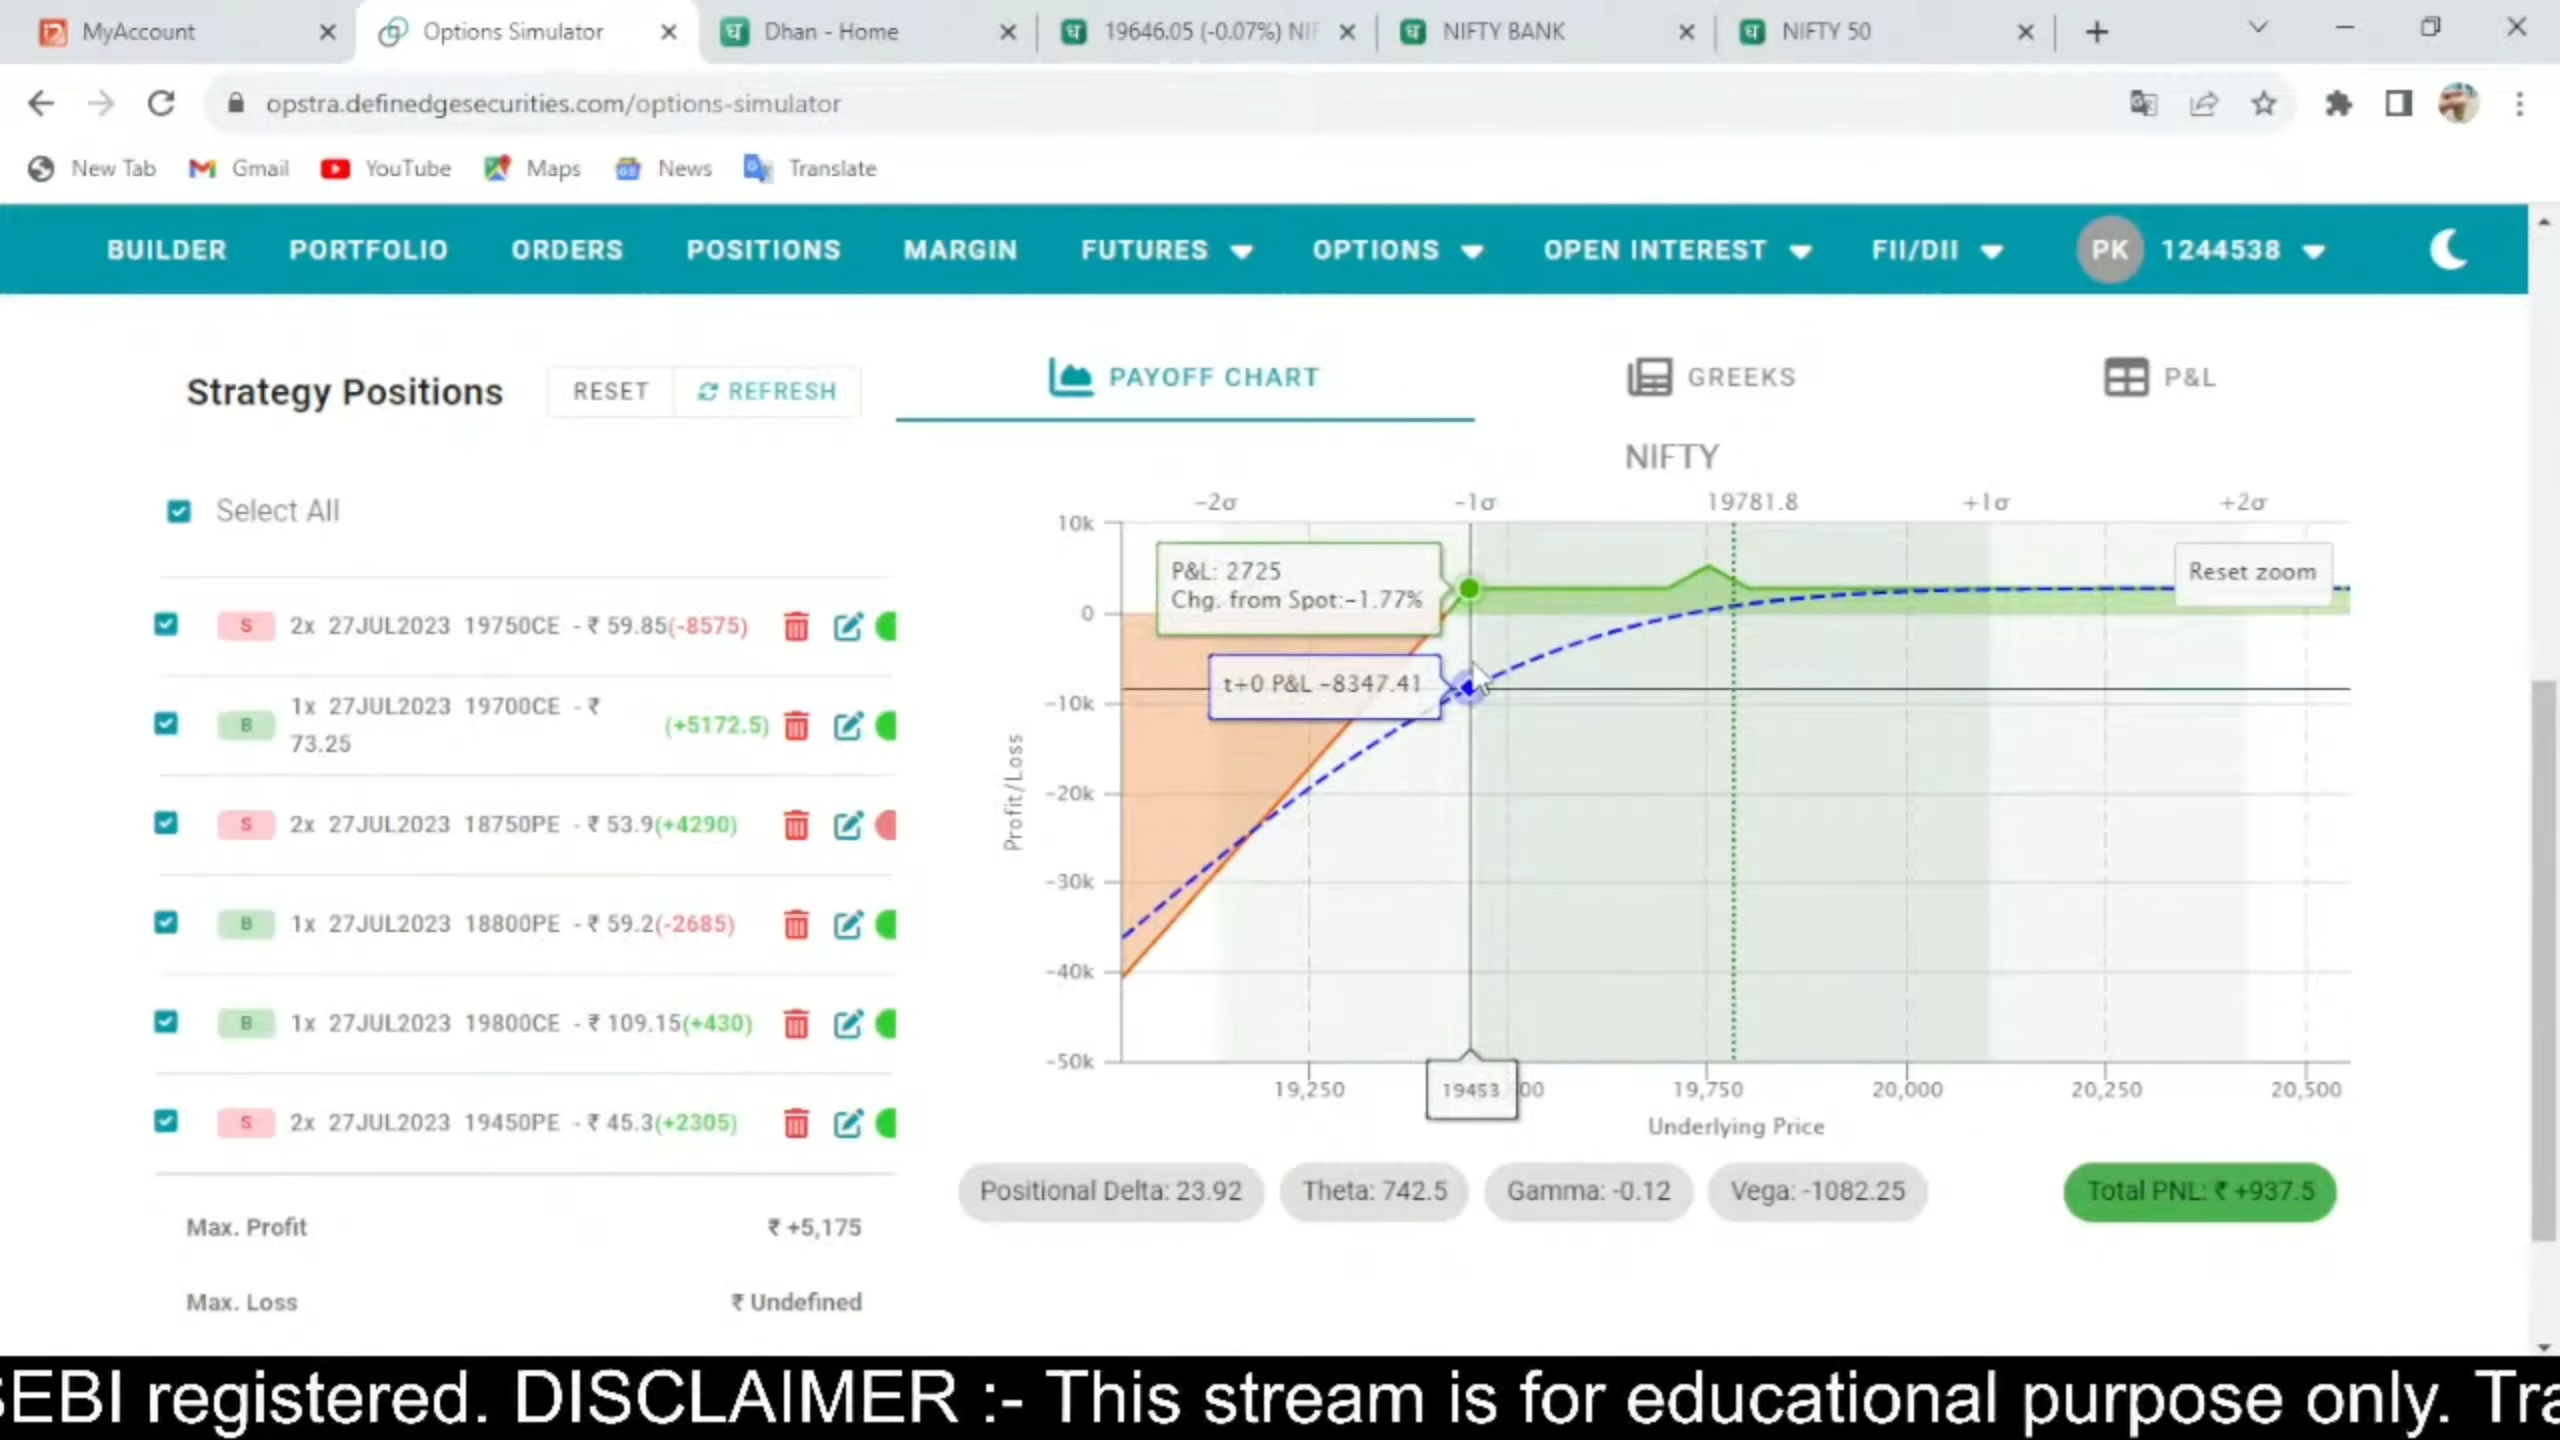 MyAccount
Options Simulator
Dhan - Home
19646.05 (-0.07%) NIF
NIFTY BANK
NIFTY 50
opstra.definedgesecurities.com/options-simulator
New Tab
Gmail
YouTube
Maps
News
Translate
BUILDER
PORTFOLIO
ORDERS
POSITIONS
MARGIN
FUTURES
OPTIONS
OPEN INTEREST
FII/DII
PK
1244538
Strategy Positions
RESET
REFRESH
Select All
S 2x 27JUL2023 19750CE - ₹ 59.85(-8575)
B 1x 27JUL2023 19700CE - ₹
73.25 (+5172.5)
S 2x 27JUL2023 18750PE - ₹ 53.9(+4290)
B 1x 27JUL2023 18800PE - ₹ 59.2(-2685)
B 1x 27JUL2023 19800CE - ₹ 109.15(+430)
S 2x 27JUL2023 19450PE - ₹ 45.3(+2305)
Max. Profit ₹ +5,175
Max. Loss ₹ Undefined
PAYOFF CHART
GREEKS
P&L
NIFTY
-2σ -1σ 19781.8 +1σ +2σ
10k
0
-10k
-20k
-30k
-40k
-50k
Profit/Loss
P&L: 2725
Chg. from Spot:-1.77%
t+0 P&L -8347.41
Reset zoom
19,250 19453 00 19,750 20,000 20,250 20,500
Underlying Price
Positional Delta: 23.92
Theta: 742.5
Gamma: -0.12
Vega: -1082.25
Total PNL: ₹ +937.5
SEBI registered. DISCLAIMER :- This stream is for educational purpose only. Tra